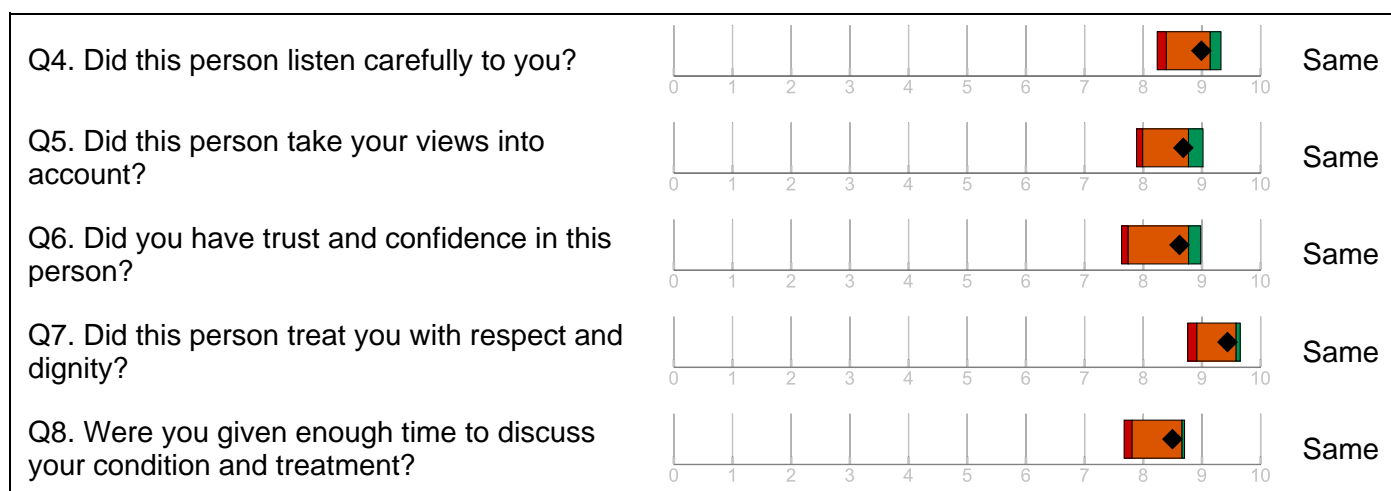 Q4. Did this person listen carefully to you?
0 1 2 3 4 5 6 7 8 9 10
Same
Q5. Did this person take your views into
account?
0 1 2 3 4 5 6 7 8 9 10
Same
Q6. Did you have trust and confidence in this
person?
0 1 2 3 4 5 6 7 8 9 10
Same
Q7. Did this person treat you with respect and
dignity?
0 1 2 3 4 5 6 7 8 9 10
Same
Q8. Were you given enough time to discuss
your condition and treatment?
0 1 2 3 4 5 6 7 8 9 10
Same